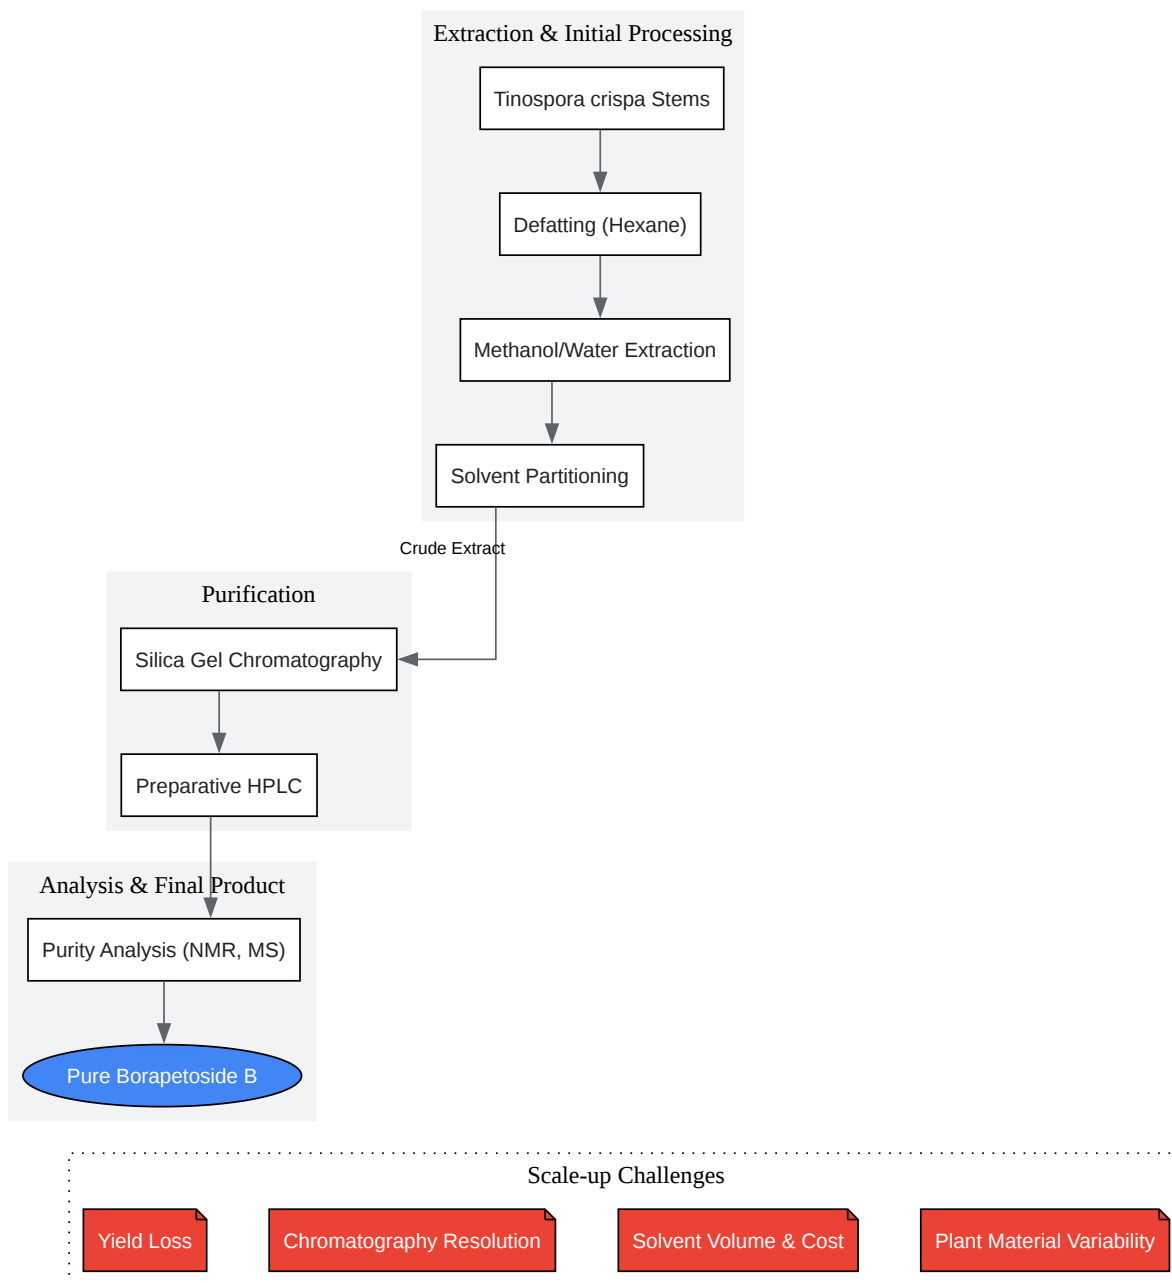 Extraction & Initial Processing
Tinospora crispa Stems
Defatting (Hexane)
Methanol/Water Extraction
Solvent Partitioning
Crude Extract
Purification
Silica Gel Chromatography
Preparative HPLC
Analysis & Final Product
Purity Analysis (NMR, MS)
Pure Borapetoside B
Scale-up Challenges
Yield Loss
Chromatography Resolution
Solvent Volume & Cost
Plant Material Variability